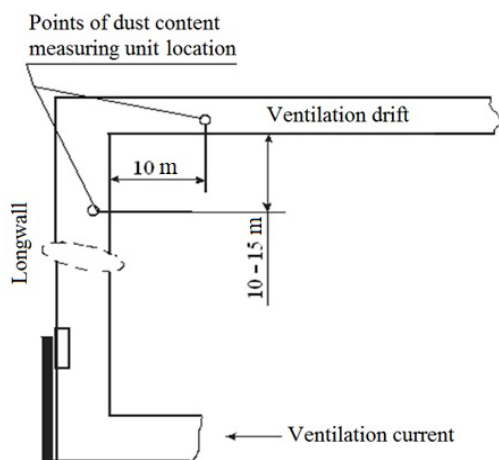 Points of dust content
measuring unit location
Ventilation drift
10 m
10 - 15 m
Longwall
Ventilation current